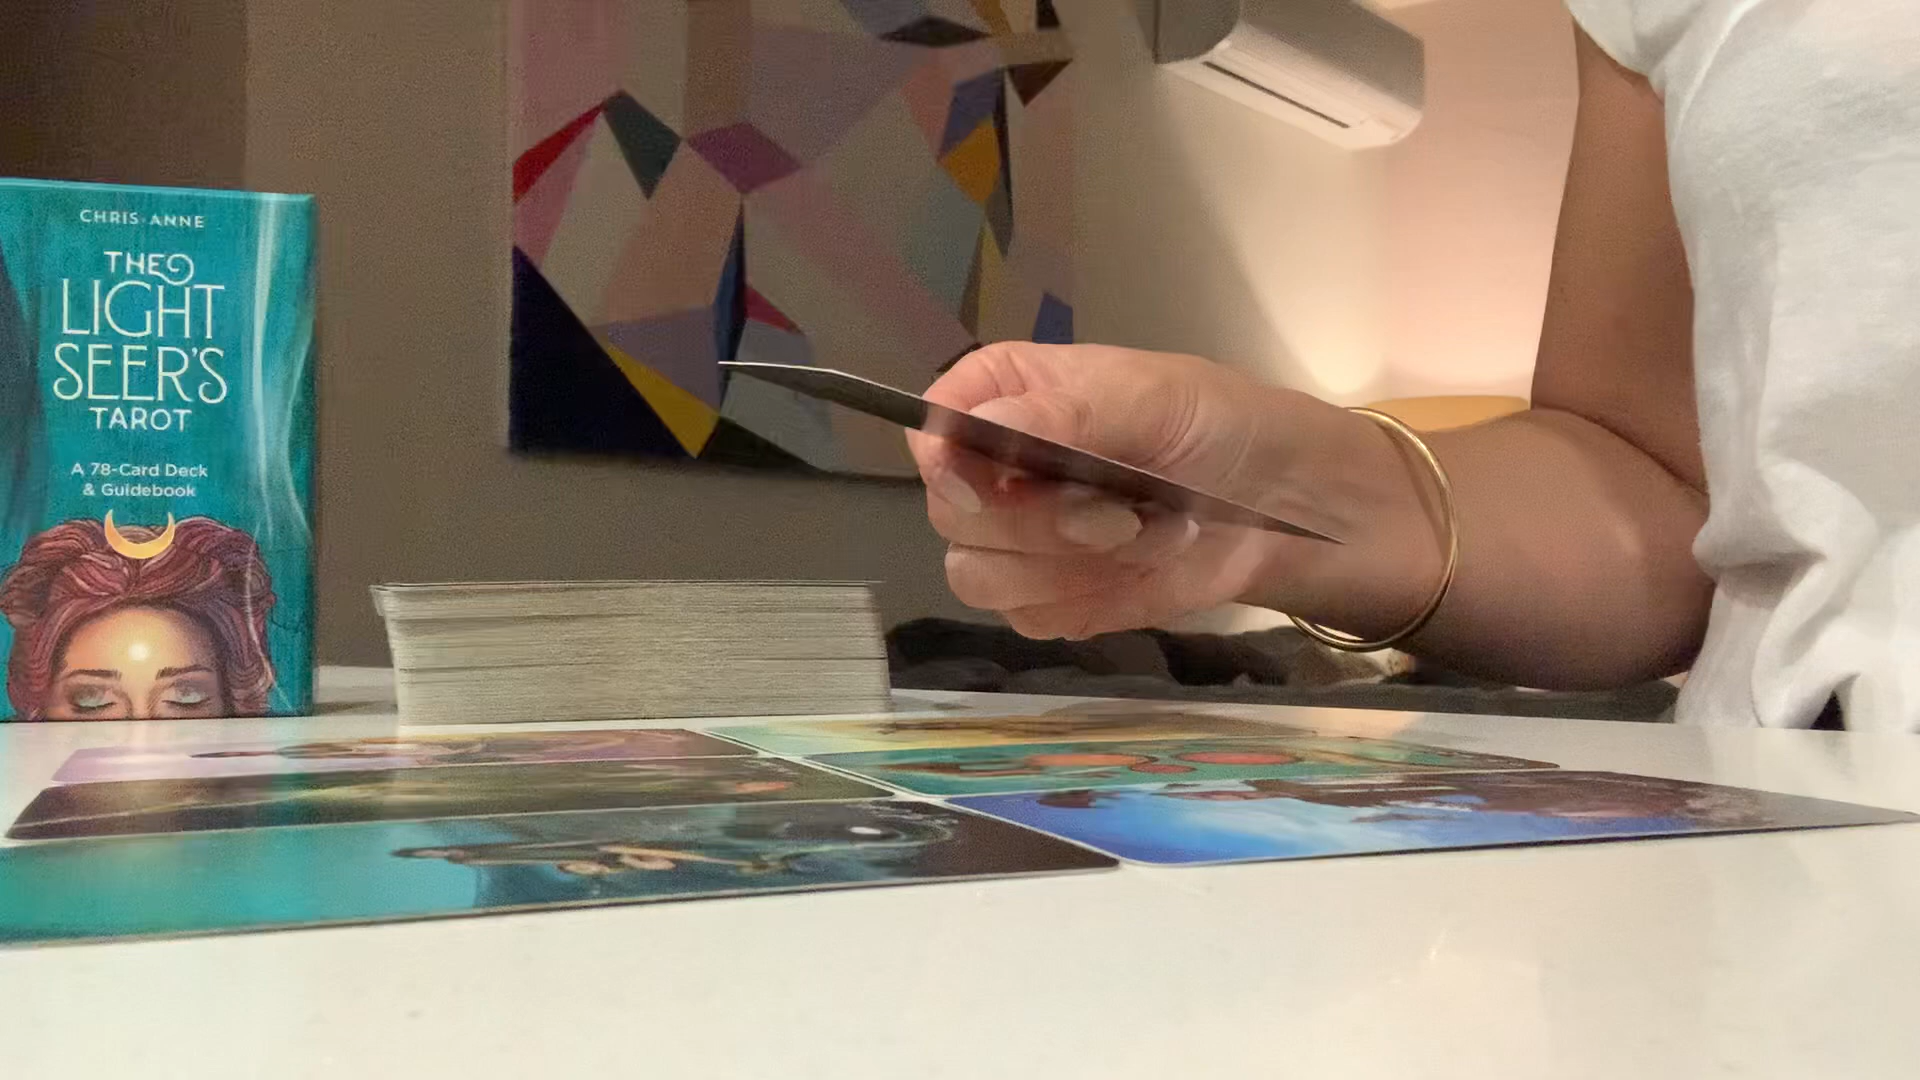 CHRIS-ANNE
THE
LIGHT
SEER'S
TAROT
A 78-Card Deck
& Guidebook